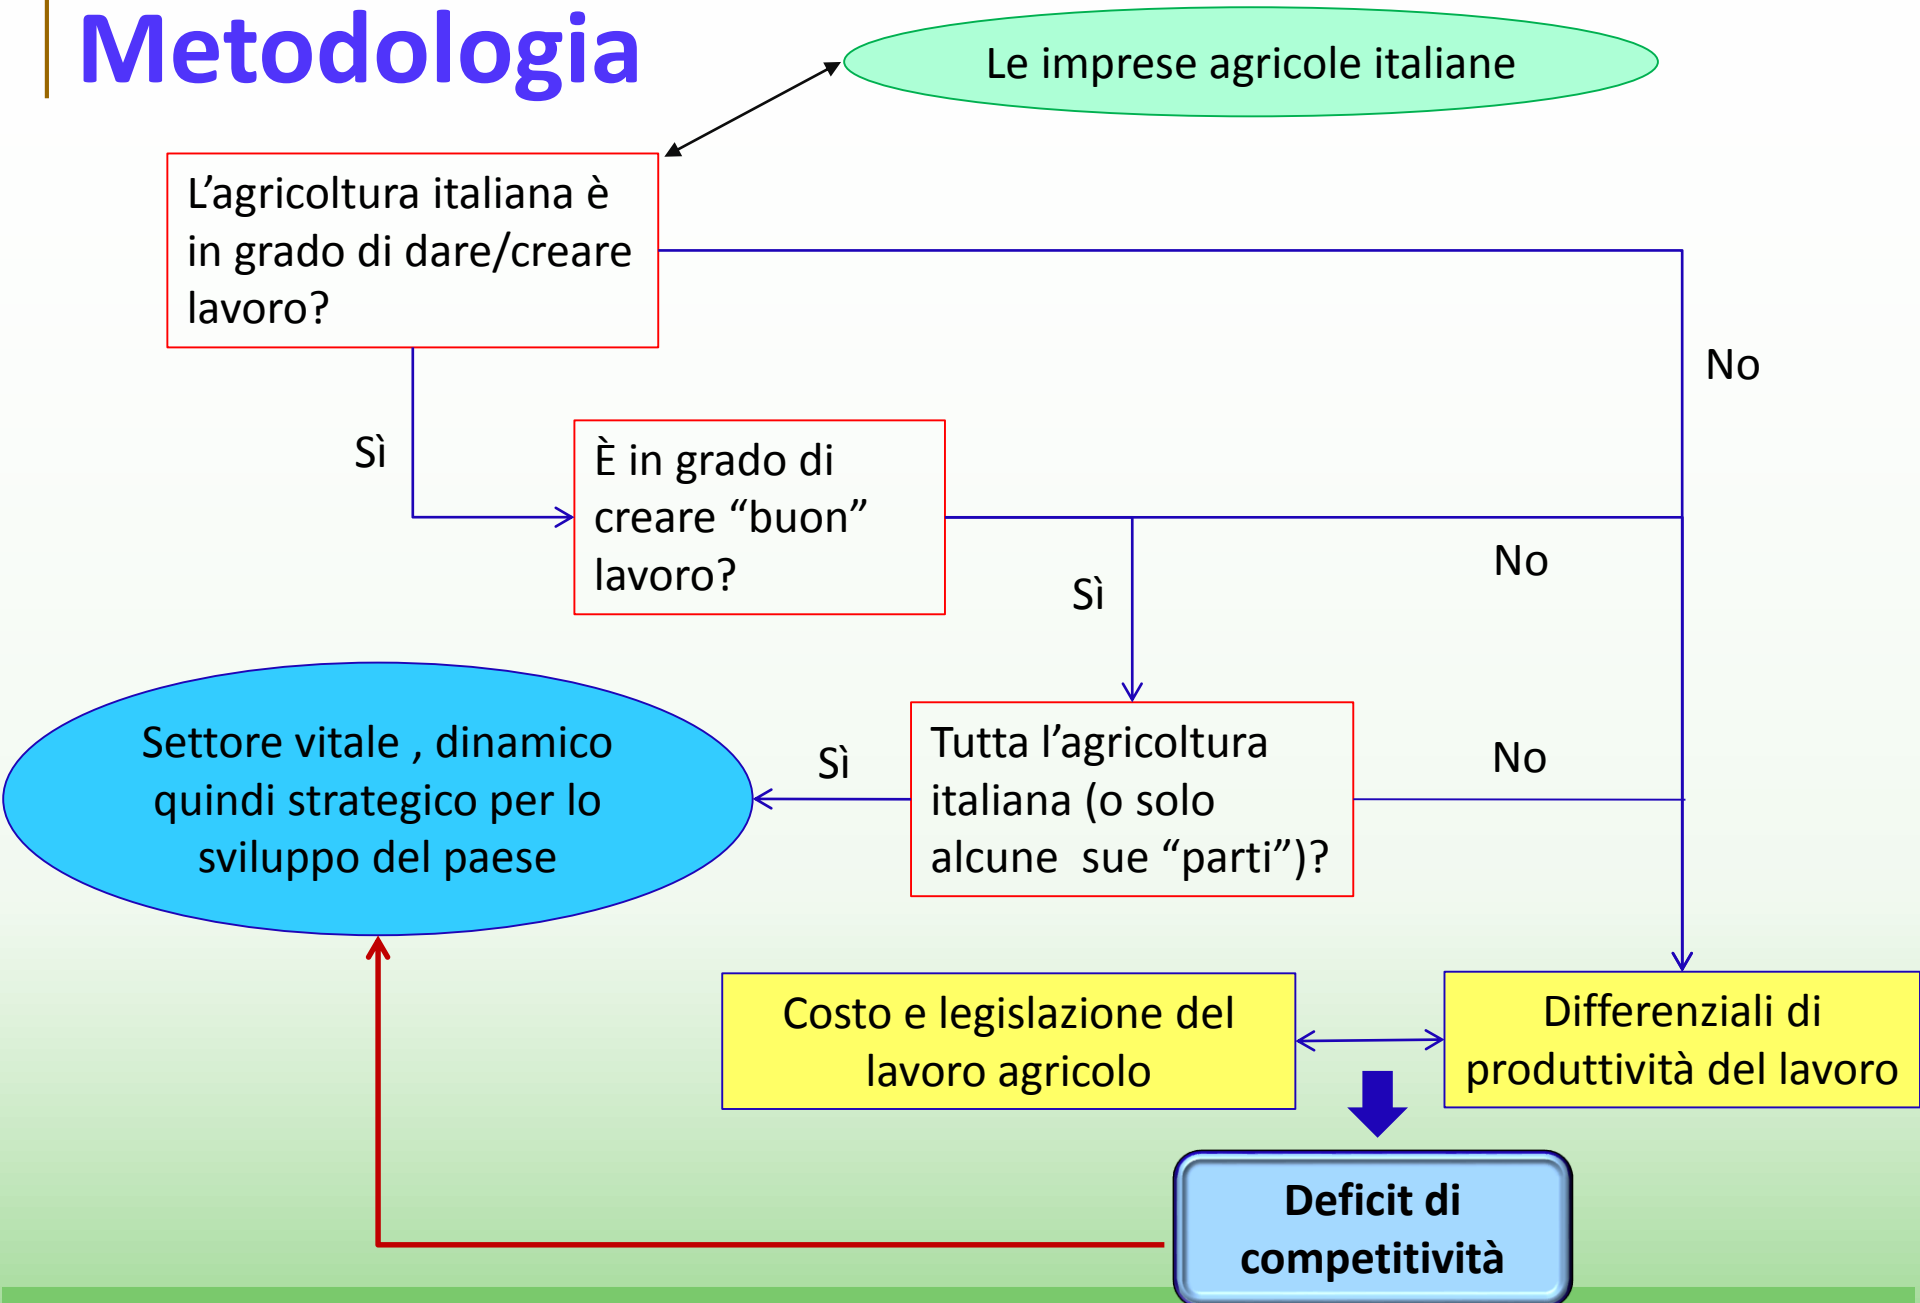 Metodologia
Le imprese agricole italiane
L’agricoltura italiana è
in grado di dare/creare
lavoro?
No
Sì
È in grado di
creare “buon”
lavoro?
No
Sì
Settore vitale , dinamico
quindi strategico per lo
sviluppo del paese
Sì
Tutta l’agricoltura
italiana (o solo
alcune  sue “parti”)?
No
Costo e legislazione del
lavoro agricolo
Differenziali di
produttività del lavoro
Deficit di
competitività